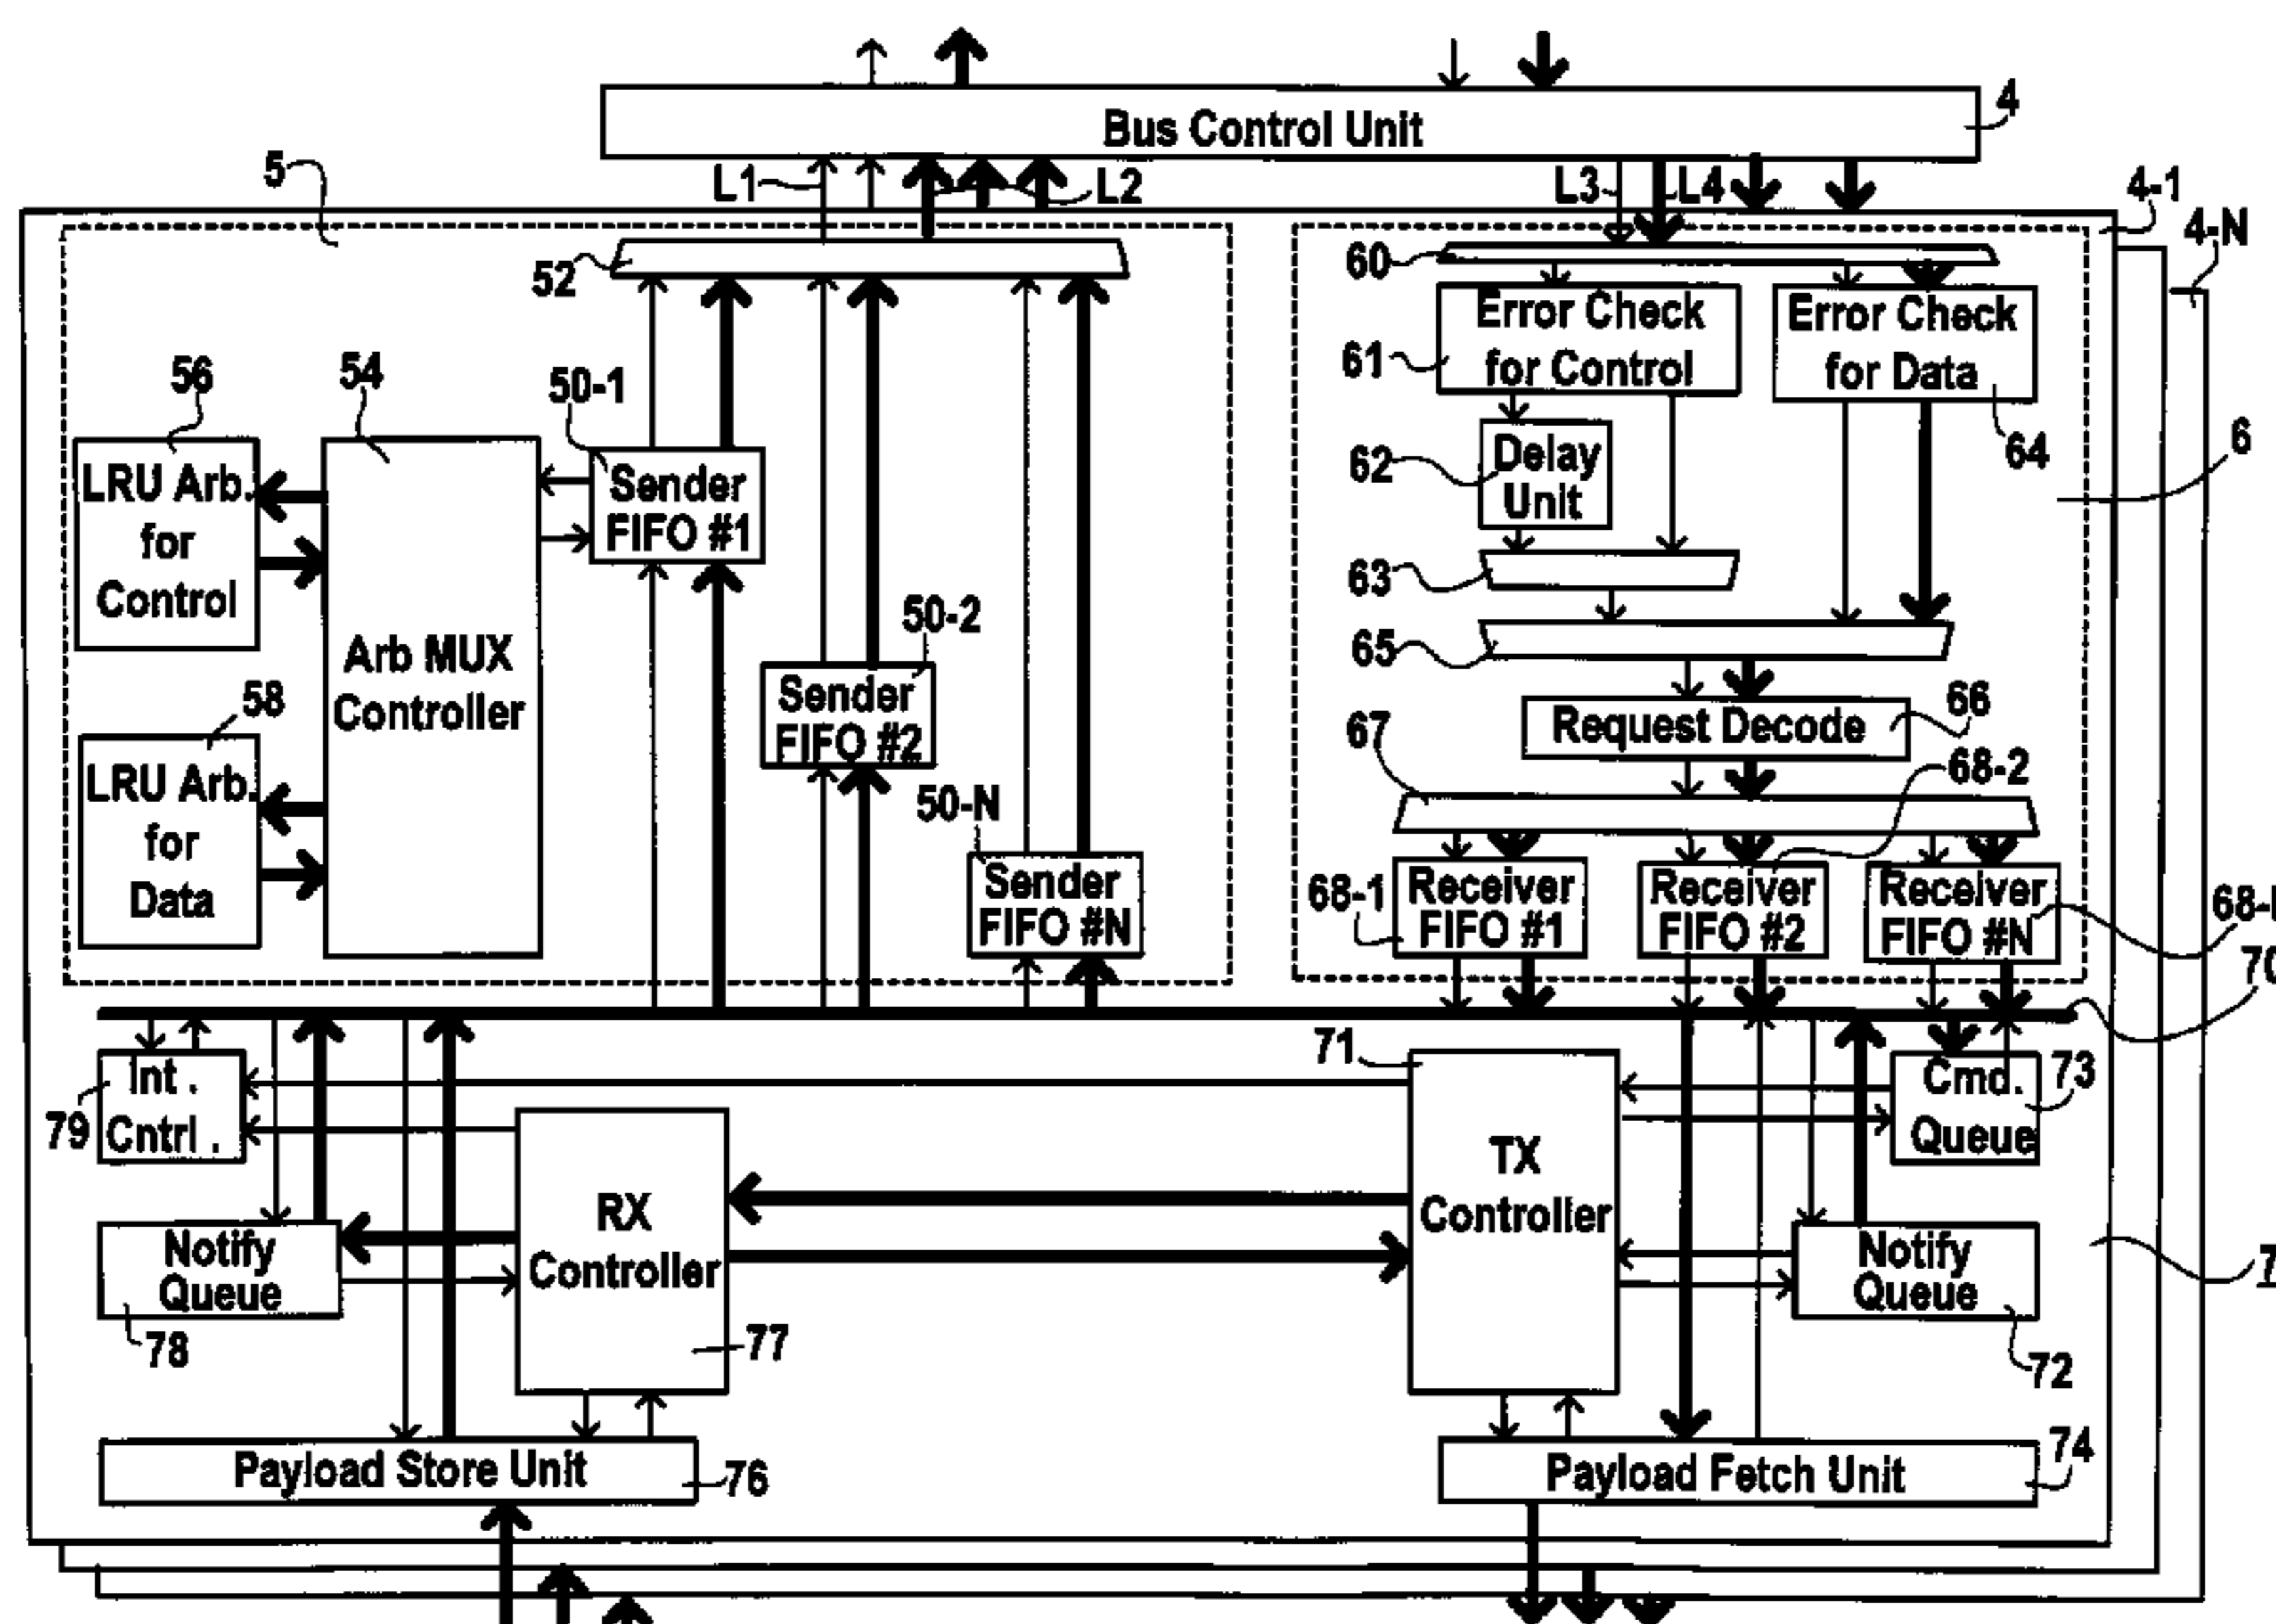 Bus Control Unit
4
5
L1
L2
L3
L4
4-1
4-N
52
60
Error Check
for Control
61
Error Check
for Data
64
6
56
54
50-1
LRU Arb.
for
Control
Sender
FIFO #1
62
Delay
Unit
63
50-2
65
Arb MUX
Controller
Sender
FIFO #2
58
Request Decode
66
67
68-2
LRU Arb.
for
Data
50-N
Sender
FIFO #N
68-1
Receiver
FIFO #1
Receiver
FIFO #2
Receiver
FIFO #N
70
71
Int .
Cntrl .
79
Cmd.
Queue
73
RX
Controller
TX
Controller
Notify
Queue
78
Notify
Queue
72
7
77
Payload Store Unit
76
Payload Fetch Unit
74